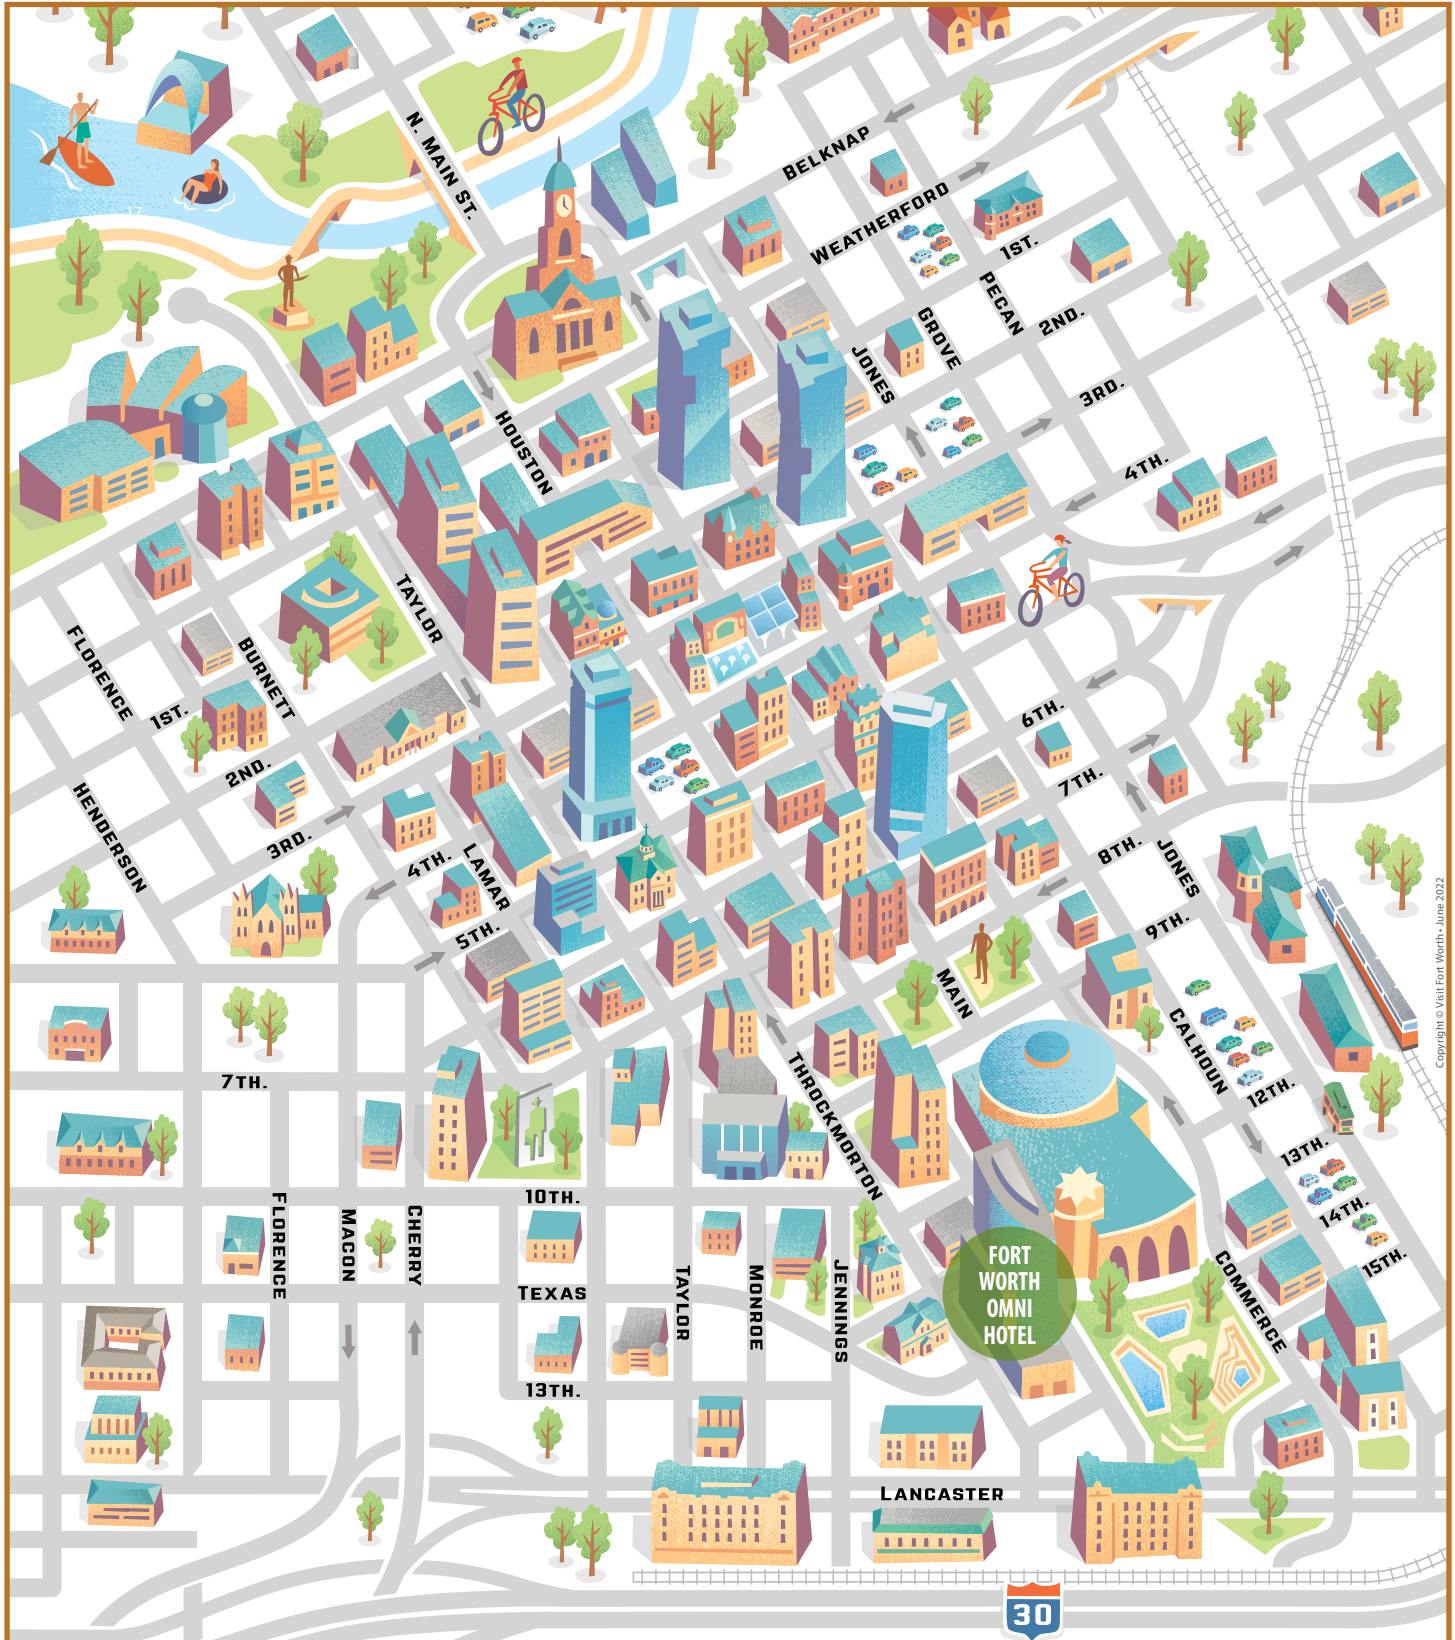 N. MAIN ST.
BELKNAP
WEATHERFORD
17
1ST.
PECAN
2ND.
GROVE
JONES
3RD.
HOUSTON
4TH.
TAYLOR
FLORENCE
BURNETT
1ST.
6TH.
2ND.
7TH.
HENDERSON
3RD.
4TH.
LAMAR
8TH.
JONES
5TH.
9TH.
MAIN
CALHOUN
7TH.
THROCKMORTON
12TH.
13TH.
10TH.
14TH.
FLORENCE
MACON
CHERRY
FORT
WORTH
OMNI
HOTEL
COMMERCE
15TH.
TEXAS
TAYLOR
MONROE
JENNINGS
13TH.
LANCASTER
30
Copyright © Visit Fort Worth • June 2022